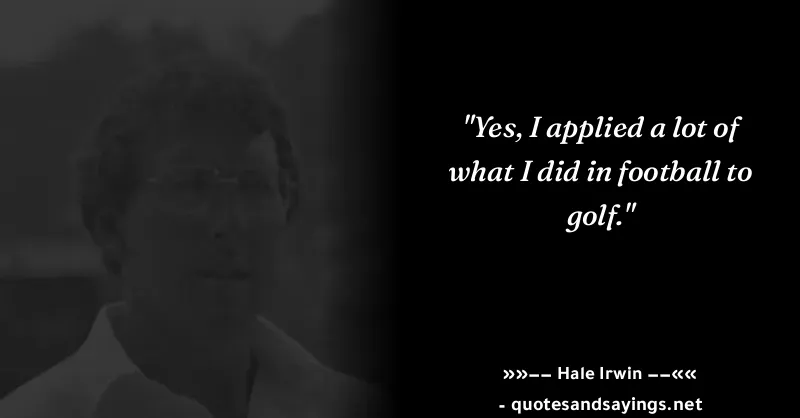 "Yes, I applied a lot of
what I did in football to
golf."
»»−− Hale Irwin −−««
- quotesandsayings.net